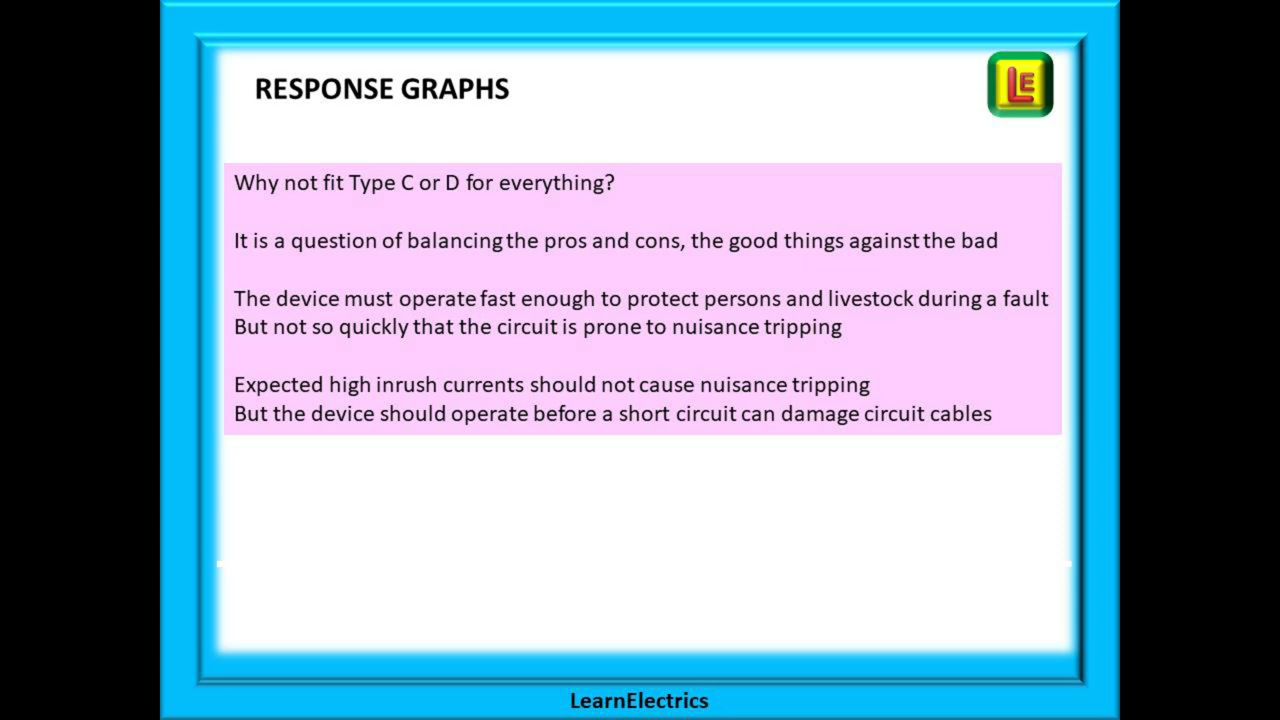 RESPONSE GRAPHS
LE
Why not fit Type C or D for everything?
It is a question of balancing the pros and cons, the good things against the bad
The device must operate fast enough to protect persons and livestock during a fault
But not so quickly that the circuit is prone to nuisance tripping
Expected high inrush currents should not cause nuisance tripping
But the device should operate before a short circuit can damage circuit cables
LearnElectrics